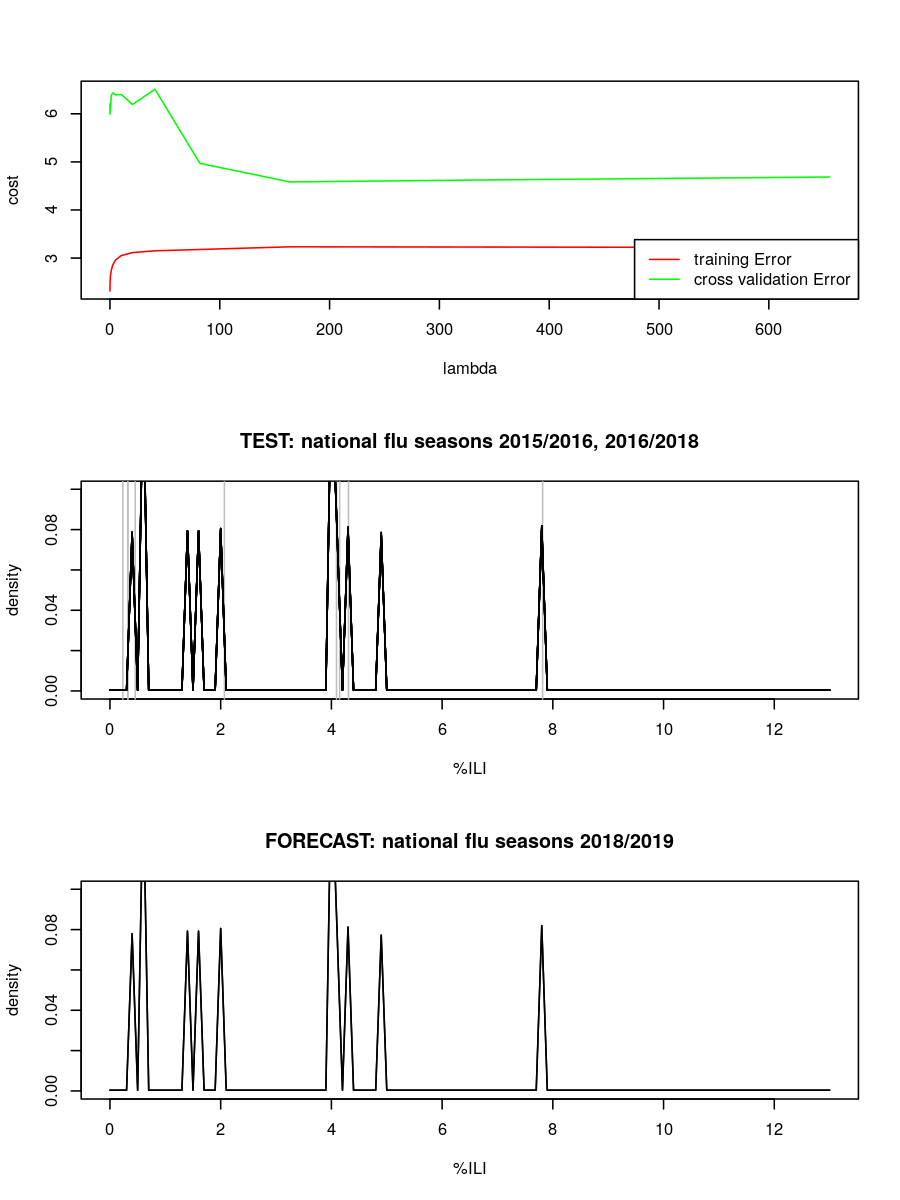 6
5
4
3
cost
training Error
cross validation Error
0 100 200 300 400 500 600
lambda
TEST: national flu seasons 2015/2016, 2016/2018
0.08
0.04
0.00
density
0 2 4 6 8 10 12
%ILI
FORECAST: national flu seasons 2018/2019
0.08
0.04
0.00
density
0 2 4 6 8 10 12
%ILI